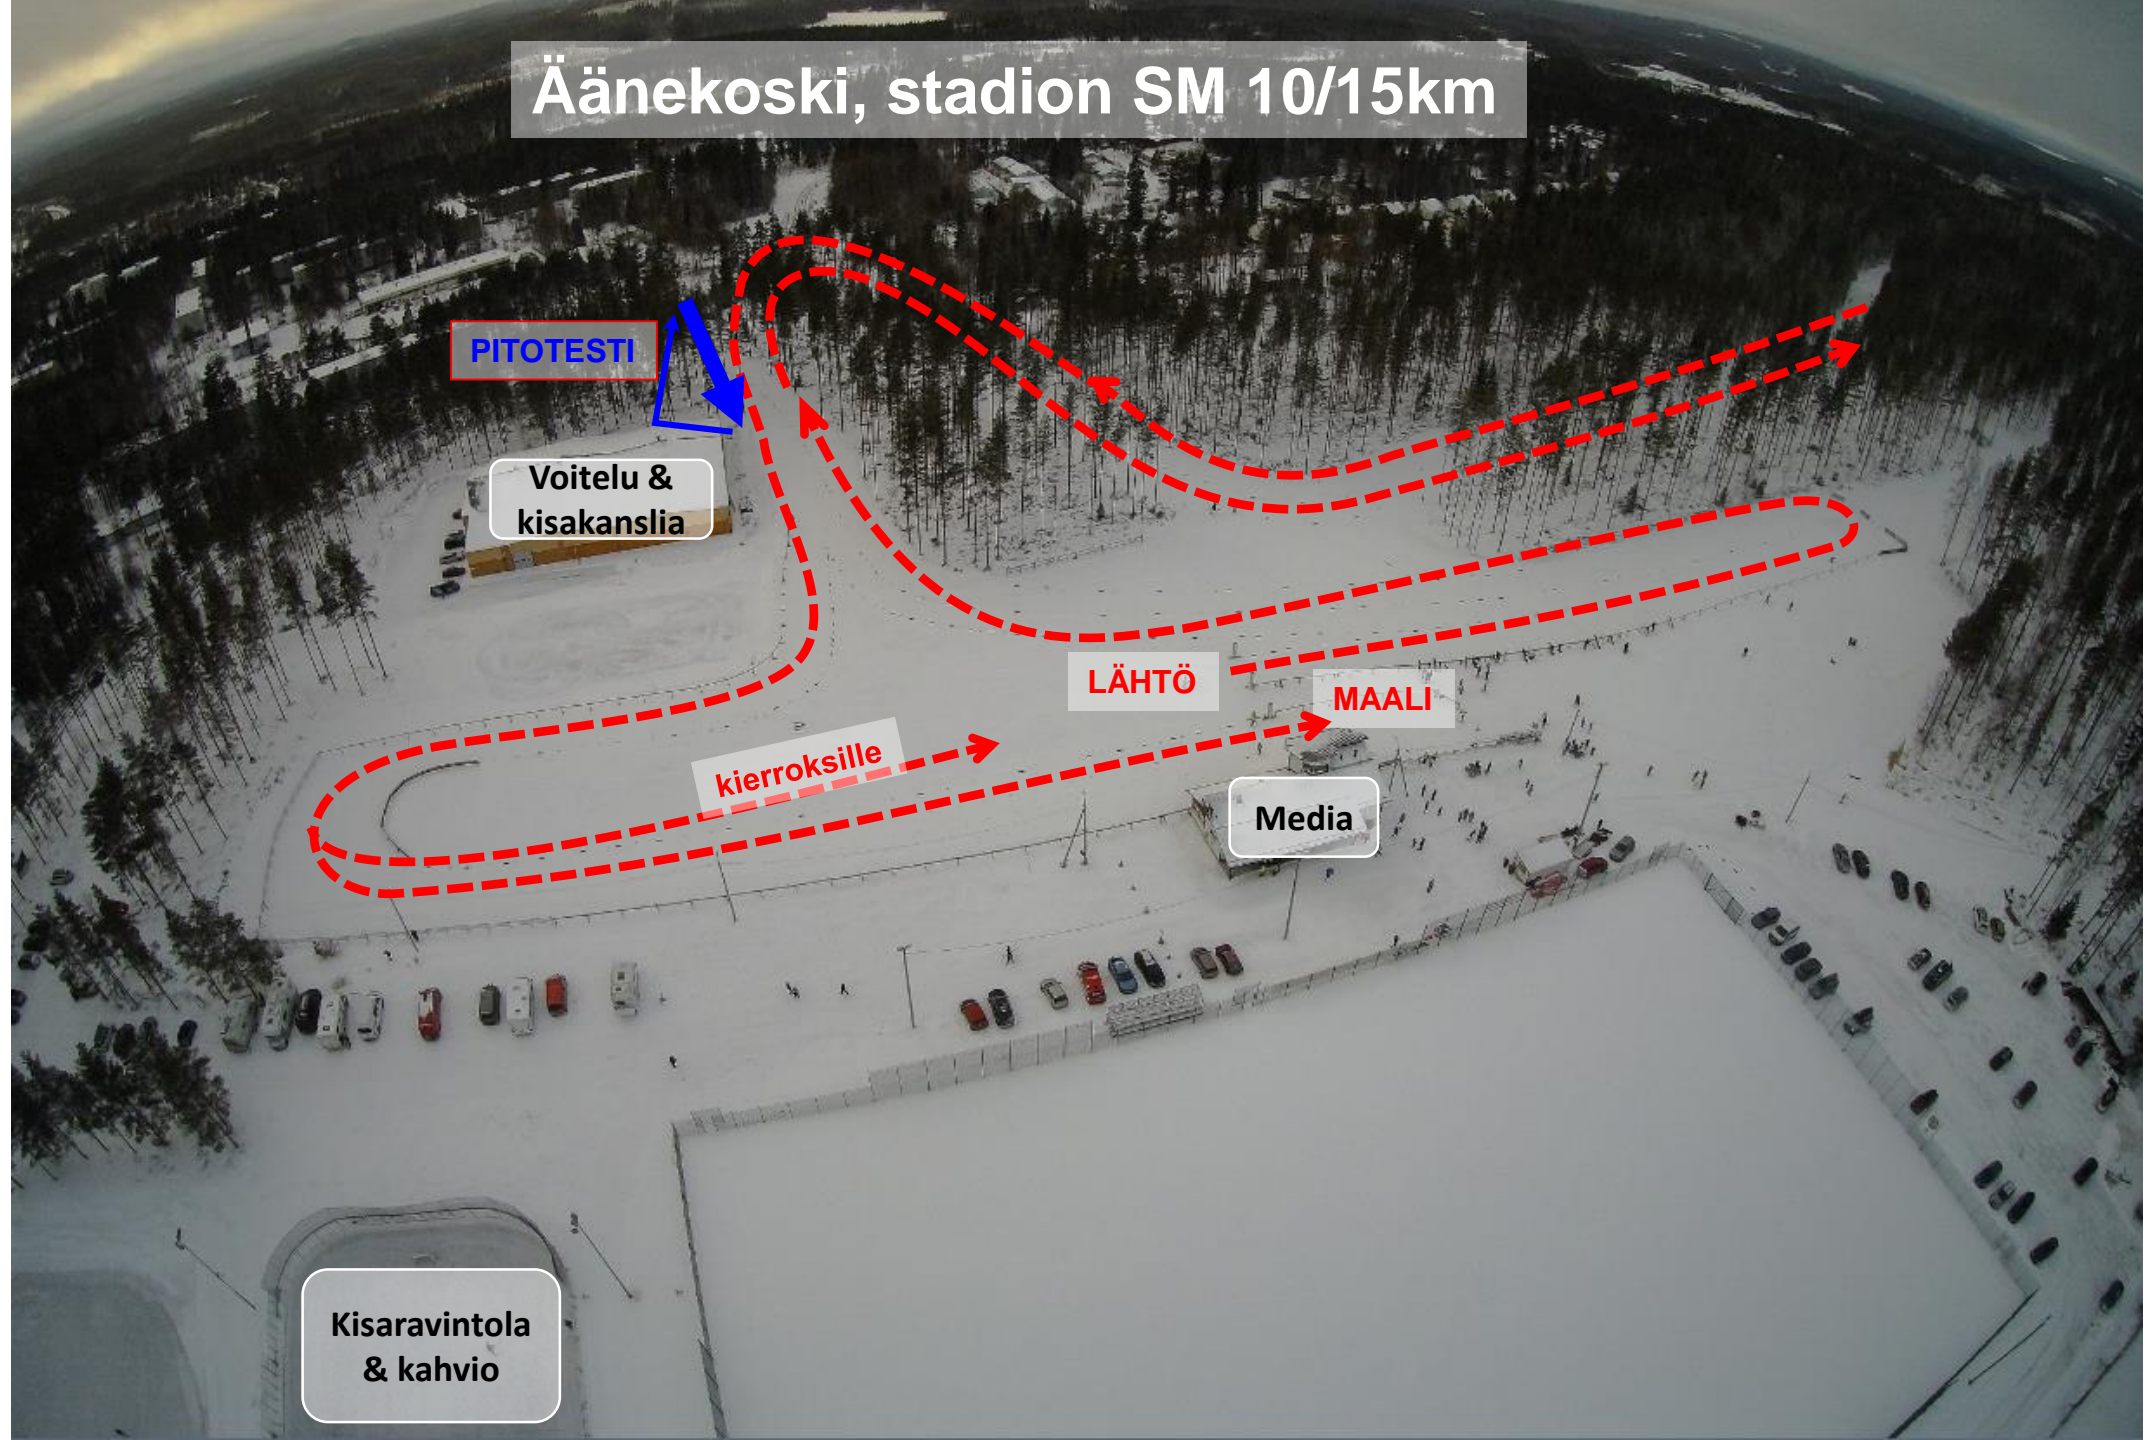 Äänekoski, stadion SM 10/15km
PITOTESTI
Voitelu &
kisakanslia
LÄHTÖ
MAALI
kierroksille
Media
Kisaravintola
& kahvio